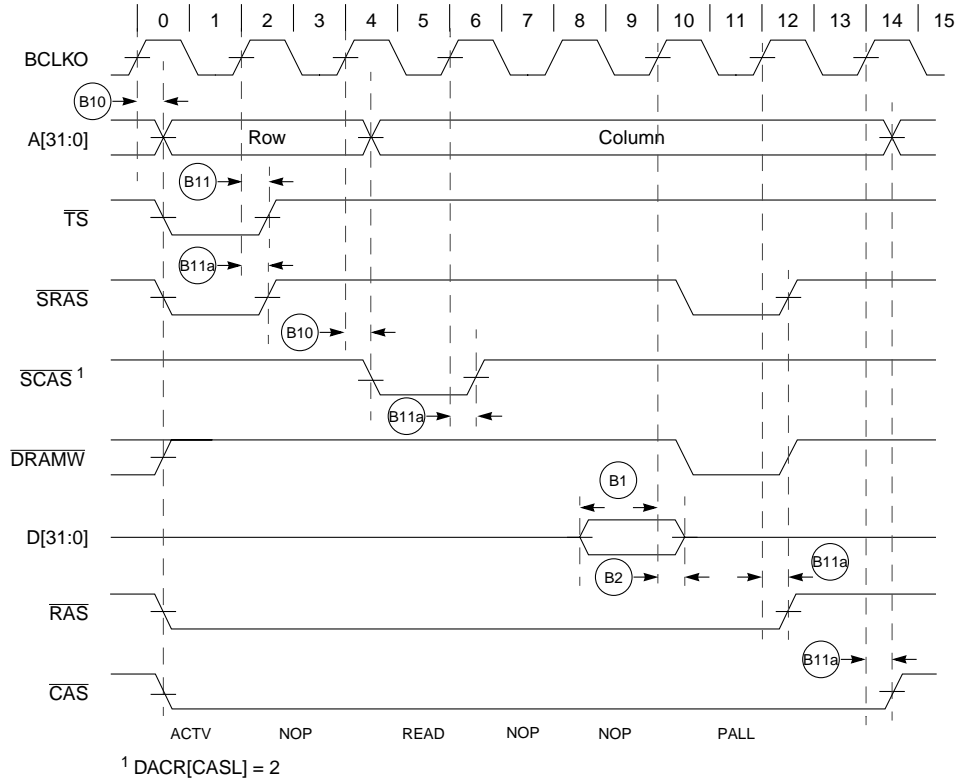 0 1 2 3 4 5 6 7 8 9 10 11 12 13 14 15
BCLKO
B10
A[31:0] Row Column
B11
TS
B11a
SRAS
B10
SCAS 1
B11a
DRAMW
B1
D[31:0]
B2 B11a
RAS
B11a
CAS
ACTV NOP READ NOP NOP PALL
1 DACR[CASL] = 2